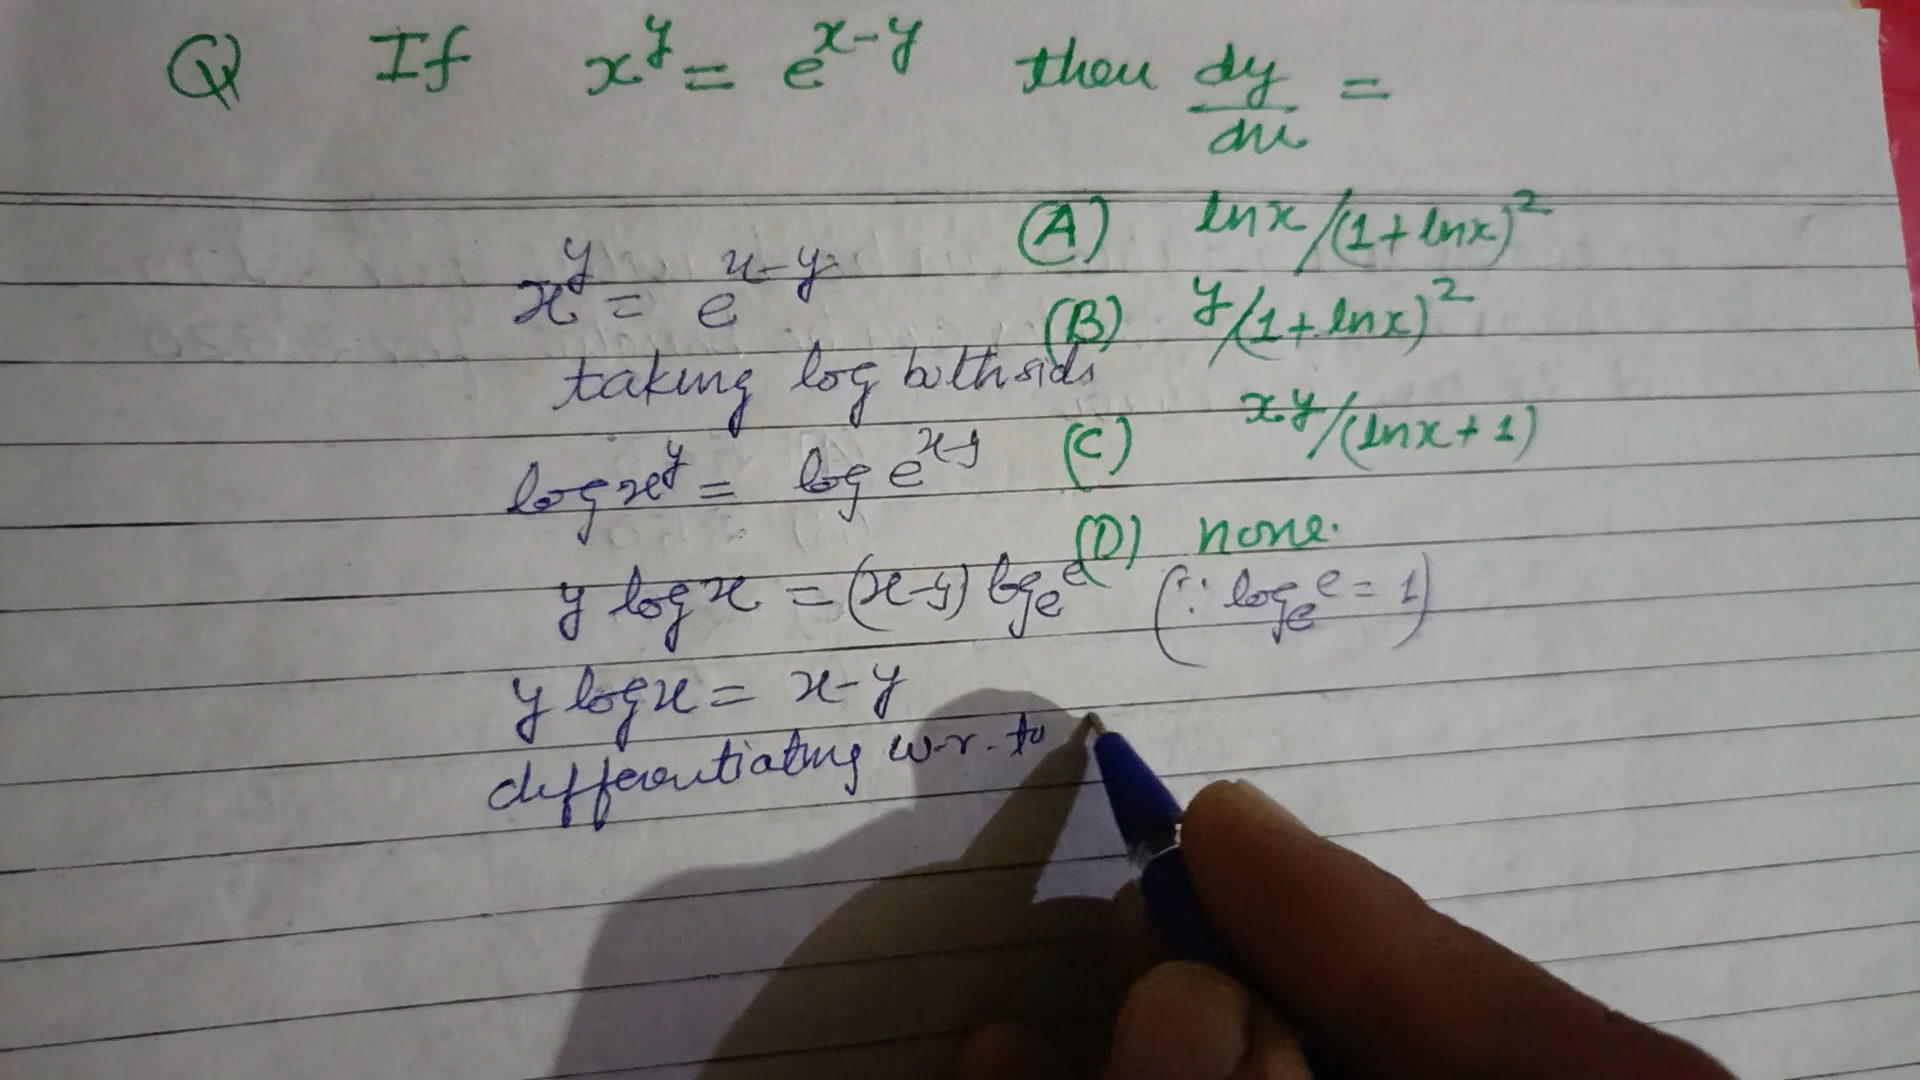 Q If x^y = e^(x-y) then dy/dx =
(A) lnx/(1+lnx)²
x^y = e^(x-y)
(B) y/(1+lnx)²
taking log both sids
(C) xy/(lnx+1)
log x^y = log e^(x-y)
(D) none.
y log x = (x-y) log_e e (∵ log_e e = 1)
y log x = x-y
differentiating w.r. to